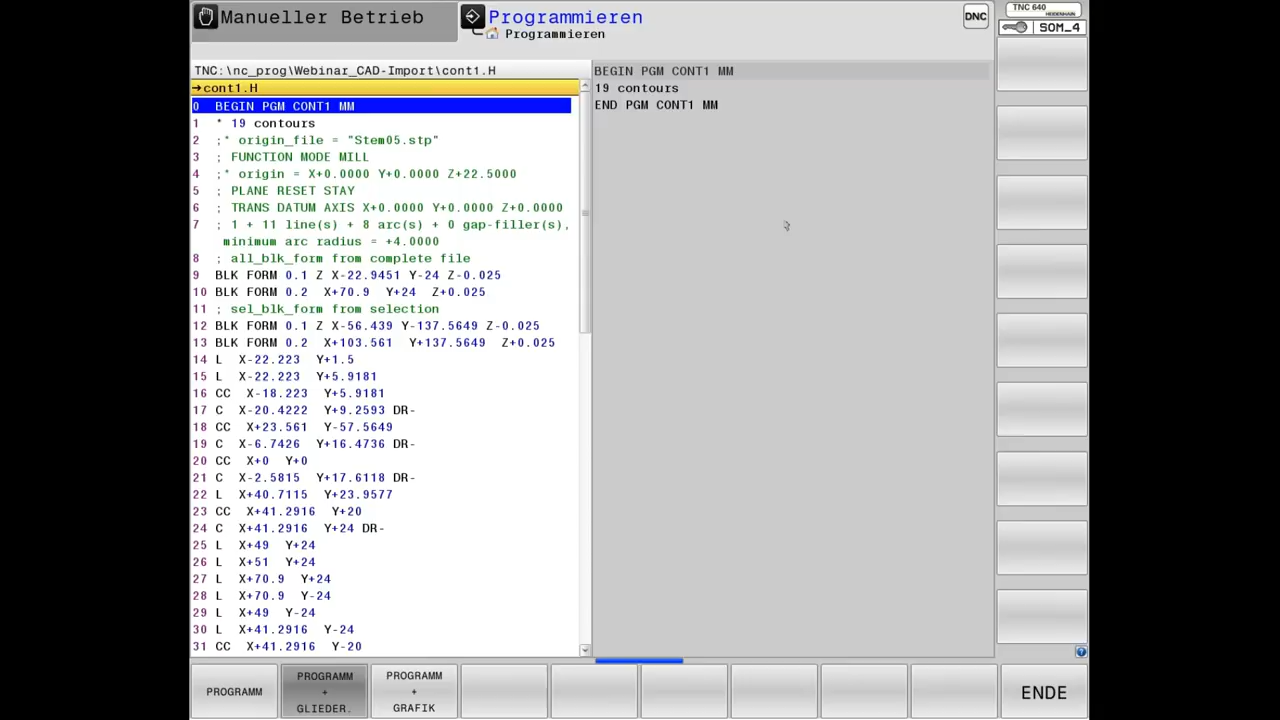 Manueller Betrieb
Programmieren
Programmieren
DNC
TNC 640
HEIDENHAIN
SOM_4
TNC:\nc_prog\Webinar_CAD-Import\cont1.H
→cont1.H
0 BEGIN PGM CONT1 MM
1 * 19 contours
2 ;* origin_file = "Stem05.stp"
3 ; FUNCTION MODE MILL
4 ;* origin = X+0.0000 Y+0.0000 Z+22.5000
5 ; PLANE RESET STAY
6 ; TRANS DATUM AXIS X+0.0000 Y+0.0000 Z+0.0000
7 ; 1 + 11 line(s) + 8 arc(s) + 0 gap-filler(s),
minimum arc radius = +4.0000
8 ; all_blk_form from complete file
9 BLK FORM 0.1 Z X-22.9451 Y-24 Z-0.025
10 BLK FORM 0.2 X+70.9 Y+24 Z+0.025
11 ; sel_blk_form from selection
12 BLK FORM 0.1 Z X-56.439 Y-137.5649 Z-0.025
13 BLK FORM 0.2 X+103.561 Y+137.5649 Z+0.025
14 L X-22.223 Y+1.5
15 L X-22.223 Y+5.9181
16 CC X-18.223 Y+5.9181
17 C X-20.4222 Y+9.2593 DR-
18 CC X+23.561 Y-57.5649
19 C X-6.7426 Y+16.4736 DR-
20 CC X+0 Y+0
21 C X-2.5815 Y+17.6118 DR-
22 L X+40.7115 Y+23.9577
23 CC X+41.2916 Y+20
24 C X+41.2916 Y+24 DR-
25 L X+49 Y+24
26 L X+51 Y+24
27 L X+70.9 Y+24
28 L X+70.9 Y-24
29 L X+49 Y-24
30 L X+41.2916 Y-24
31 CC X+41.2916 Y-20
BEGIN PGM CONT1 MM
19 contours
END PGM CONT1 MM
PROGRAMM
PROGRAMM
+
GLIEDER.
PROGRAMM
+
GRAFIK
ENDE